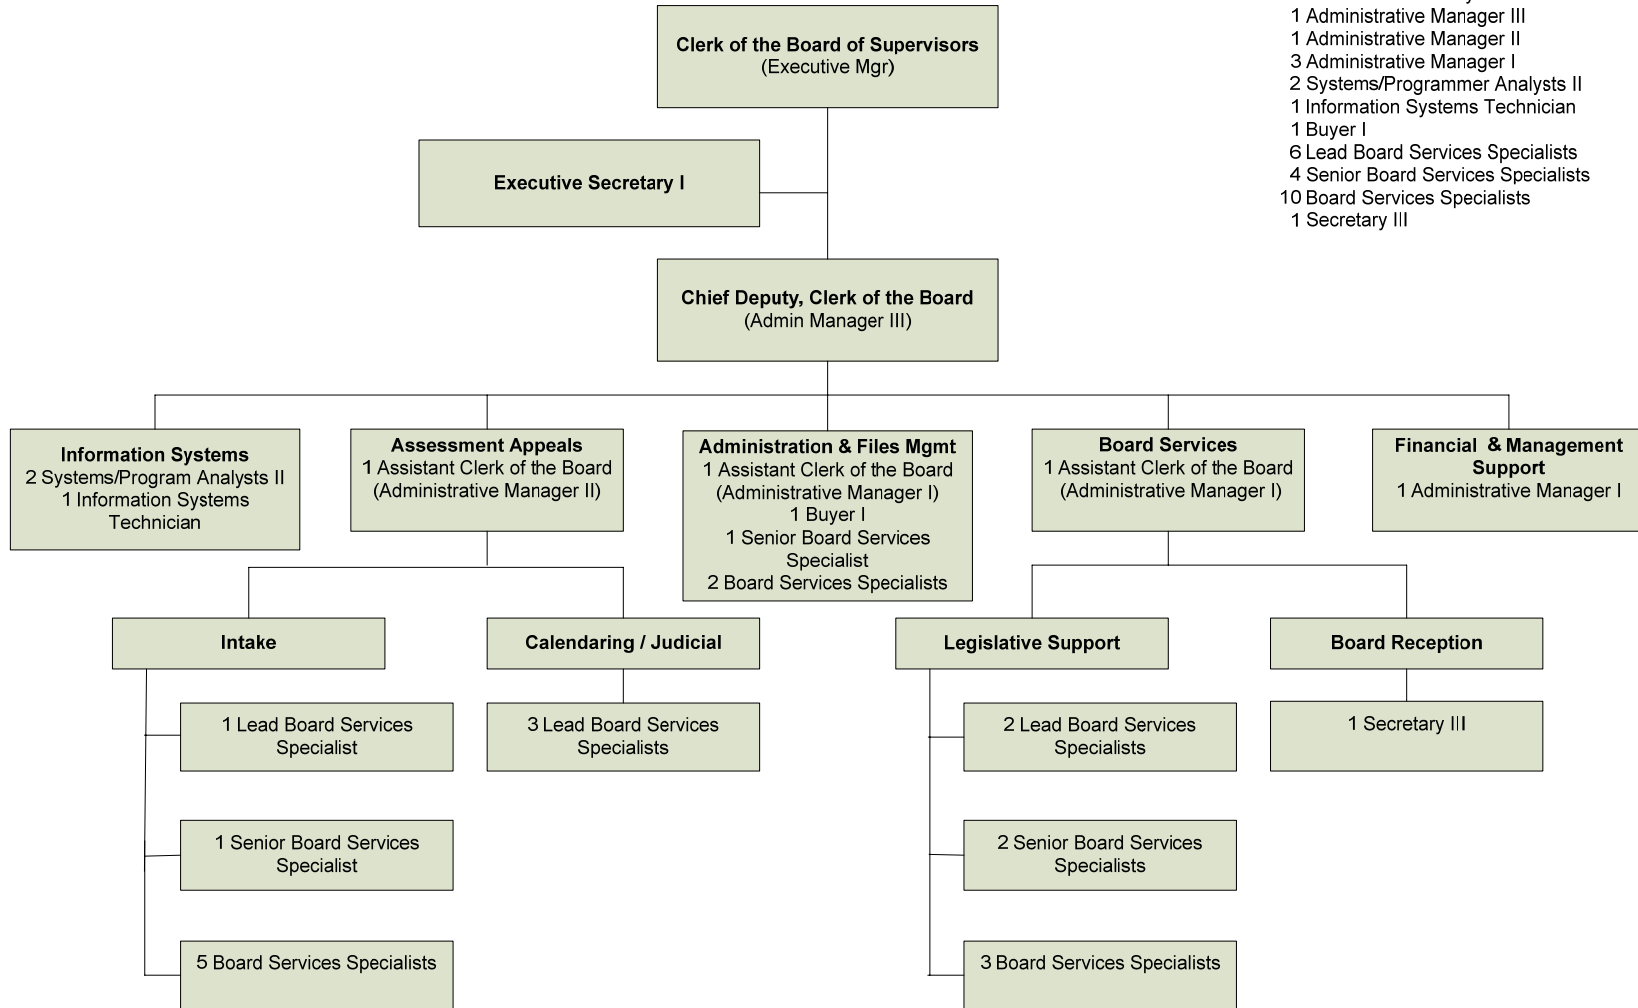 1 Administrative Manager III
1 Administrative Manager II
3 Administrative Manager I
2 Systems/Programmer Analysts II
1 Information Systems Technician
1 Buyer I
6 Lead Board Services Specialists
4 Senior Board Services Specialists
10 Board Services Specialists
1 Secretary III
Clerk of the Board of Supervisors
(Executive Mgr)
Executive Secretary I
Chief Deputy, Clerk of the Board
(Admin Manager III)
Information Systems
2 Systems/Program Analysts II
1 Information Systems
Technician
Assessment Appeals
1 Assistant Clerk of the Board
(Administrative Manager II)
Administration & Files Mgmt
1 Assistant Clerk of the Board
(Administrative Manager I)
1 Buyer I
1 Senior Board Services
Specialist
2 Board Services Specialists
Board Services
1 Assistant Clerk of the Board
(Administrative Manager I)
Financial & Management
Support
1 Administrative Manager I
Intake
Calendaring / Judicial
Legislative Support
Board Reception
1 Lead Board Services
Specialist
3 Lead Board Services
Specialists
2 Lead Board Services
Specialists
1 Secretary III
1 Senior Board Services
Specialist
2 Senior Board Services
Specialists
5 Board Services Specialists
3 Board Services Specialists